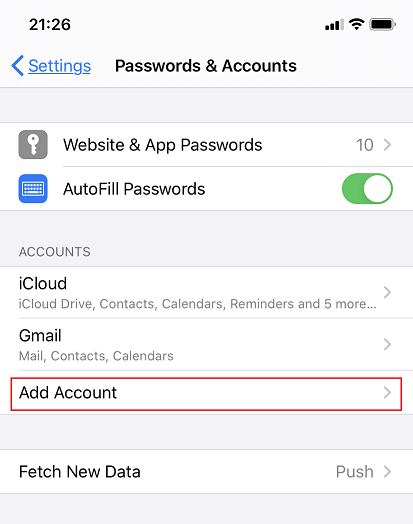 21:26
Settings
Passwords & Accounts
Website & App Passwords 10
AutoFill Passwords
ACCOUNTS
iCloud
iCloud Drive, Contacts, Calendars, Reminders and 5 more...
Gmail
Mail, Contacts, Calendars
Add Account
Fetch New Data Push